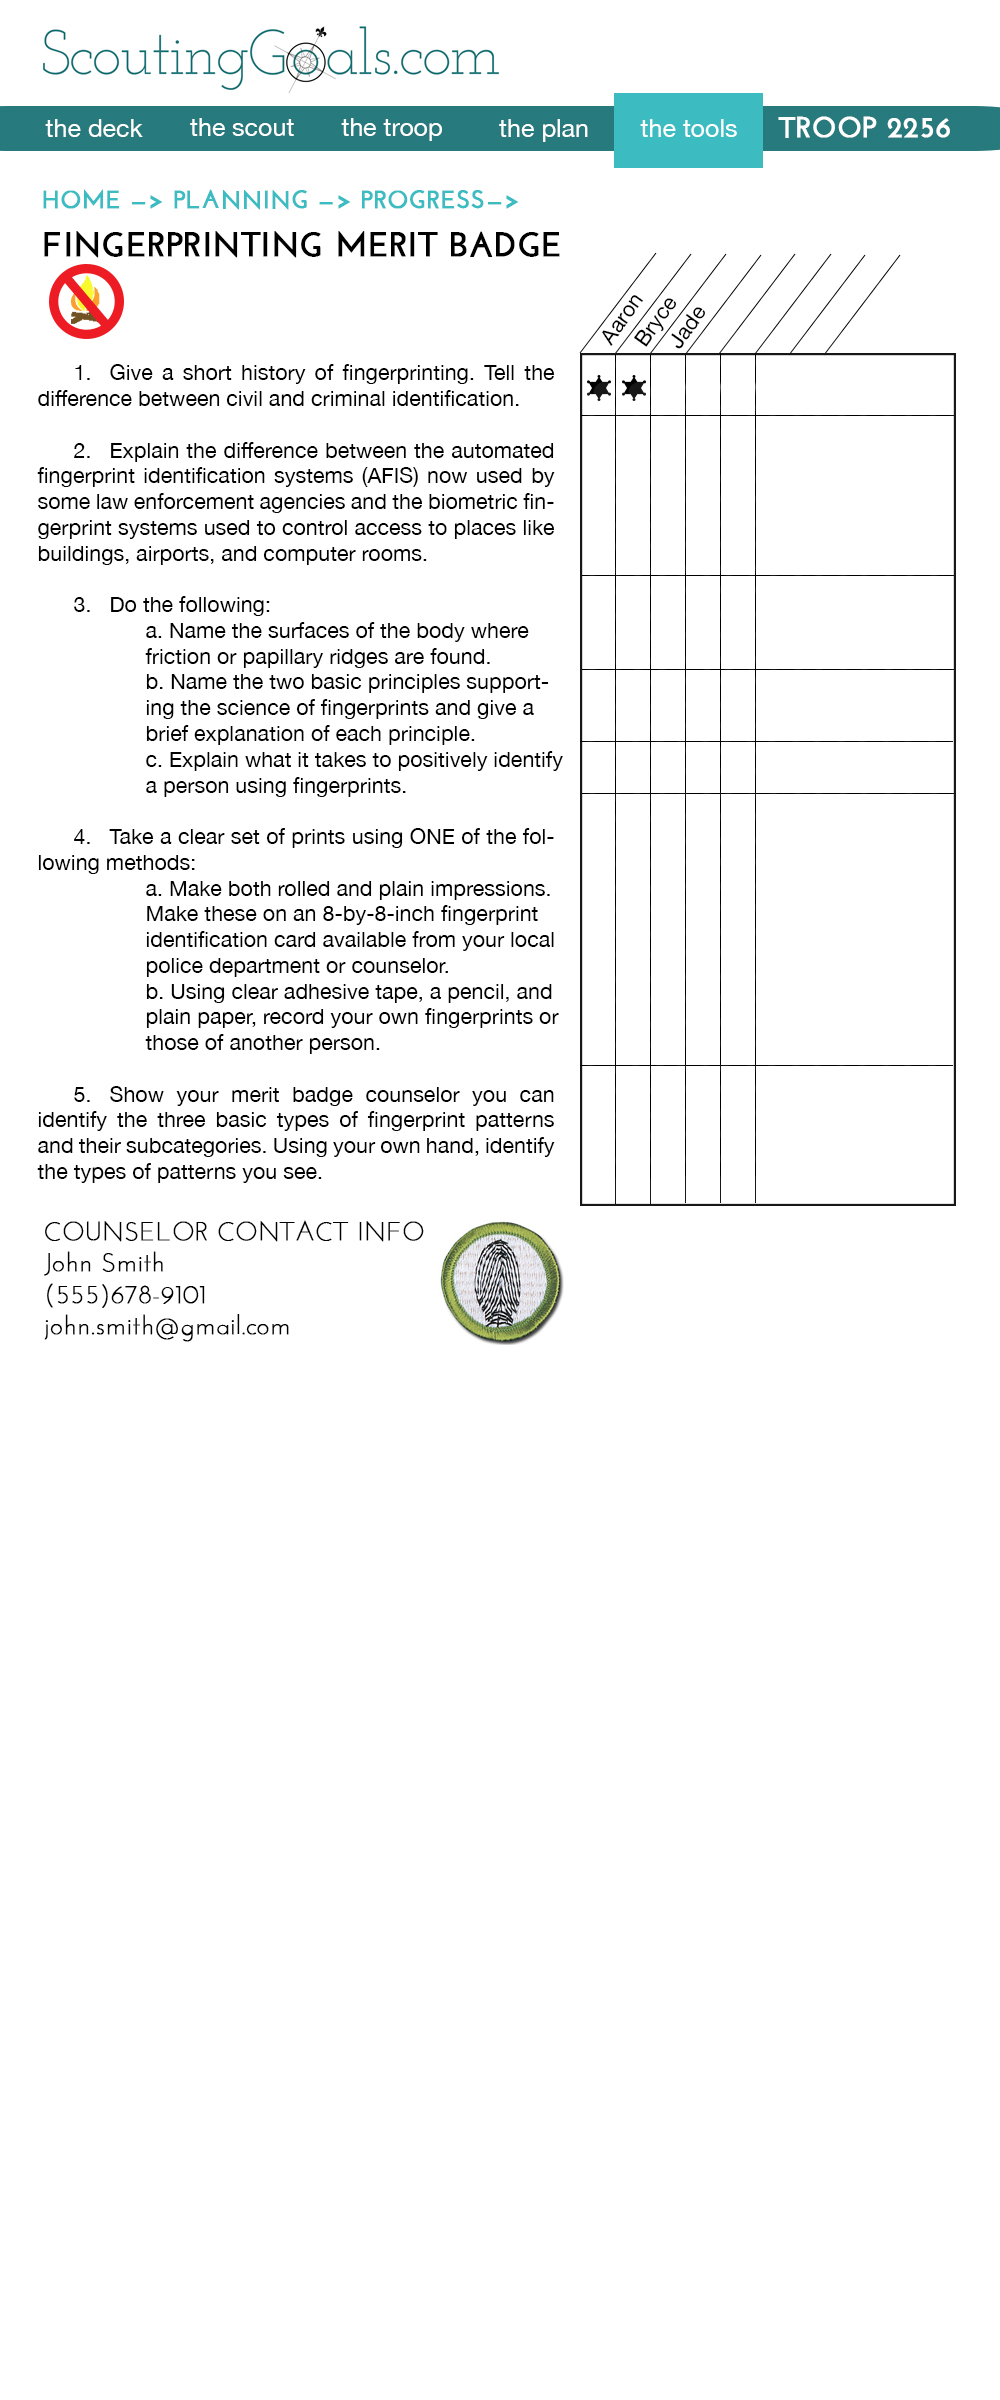 ScoutingGoals.com
the deck the scout the troop the plan the tools TROOP 2256
HOME –> PLANNING –> PROGRESS–>
FINGERPRINTING MERIT BADGE
Aaron
Bryce
Jade
1. Give a short history of fingerprinting. Tell the
difference between civil and criminal identification.
2. Explain the difference between the automated
fingerprint identification systems (AFIS) now used by
some law enforcement agencies and the biometric fin-
gerprint systems used to control access to places like
buildings, airports, and computer rooms.
3. Do the following:
a. Name the surfaces of the body where
friction or papillary ridges are found.
b. Name the two basic principles support-
ing the science of fingerprints and give a
brief explanation of each principle.
c. Explain what it takes to positively identify
a person using fingerprints.
4. Take a clear set of prints using ONE of the fol-
lowing methods:
a. Make both rolled and plain impressions.
Make these on an 8-by-8-inch fingerprint
identification card available from your local
police department or counselor.
b. Using clear adhesive tape, a pencil, and
plain paper, record your own fingerprints or
those of another person.
5. Show your merit badge counselor you can
identify the three basic types of fingerprint patterns
and their subcategories. Using your own hand, identify
the types of patterns you see.
COUNSELOR CONTACT INFO
John Smith
(555)678-9101
john.smith@gmail.com